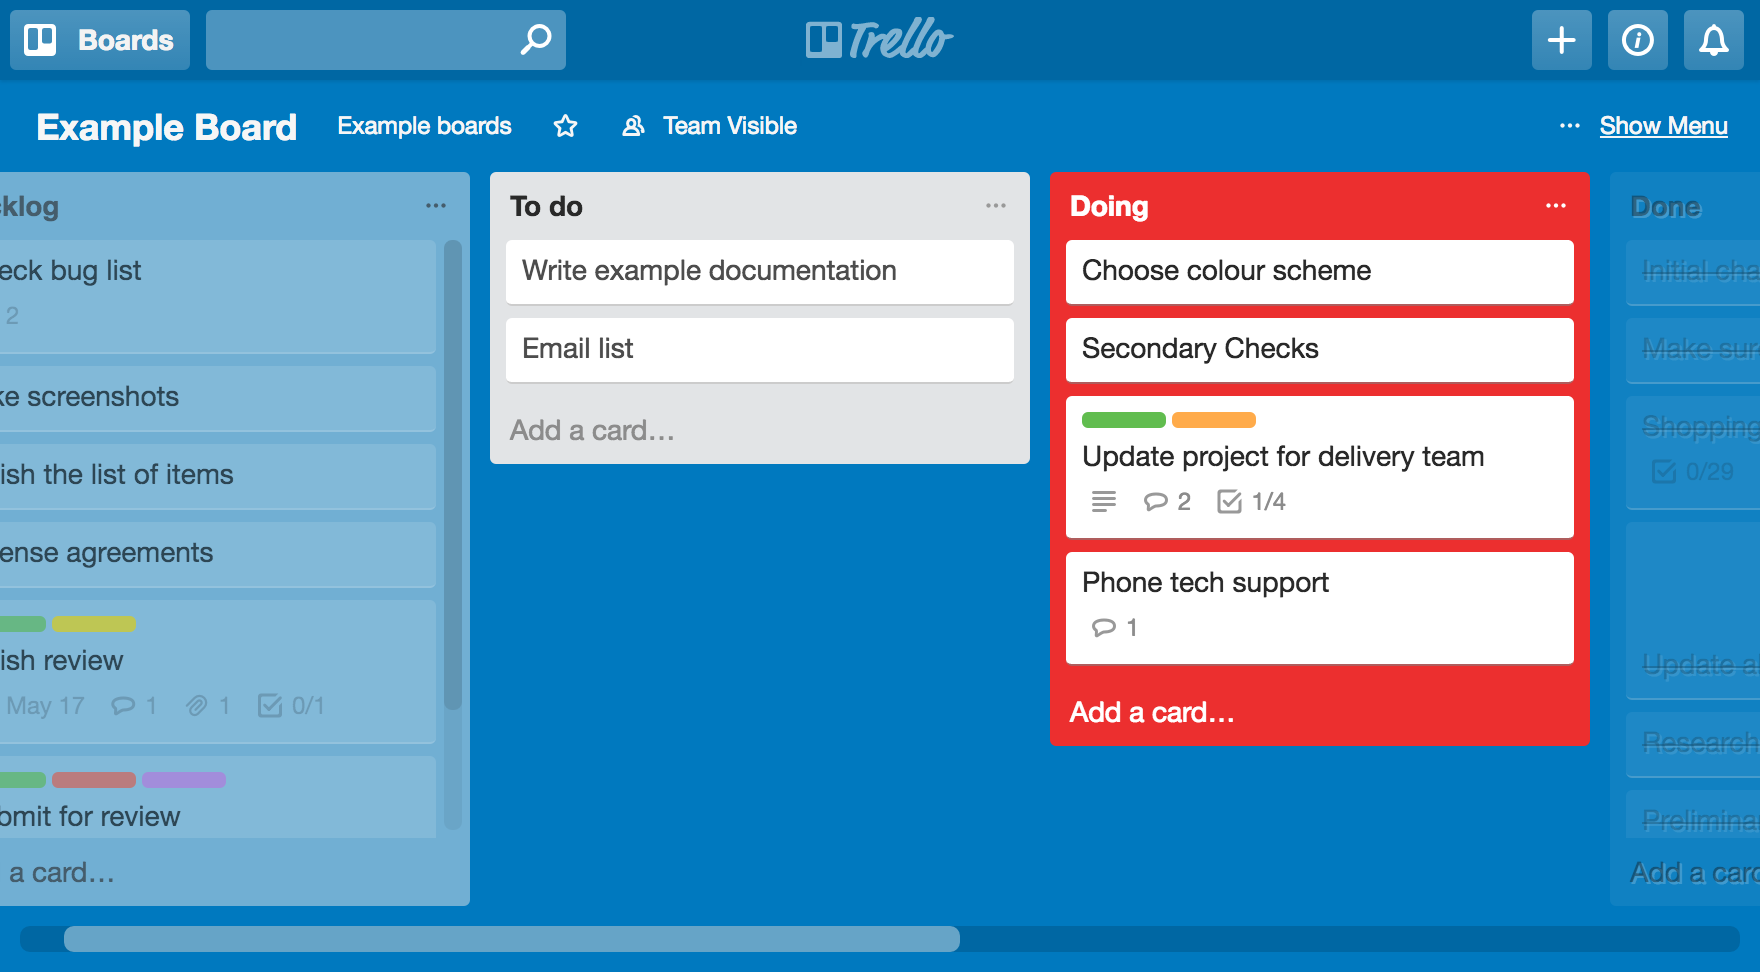 Boards
Trello
Example Board
Example boards
Team Visible
Show Menu
klog
eck bug list
2
ke screenshots
ish the list of items
ense agreements
ish review
May 17 1 1 0/1
bmit for review
a card…
To do
Write example documentation
Email list
Add a card…
Doing
Choose colour scheme
Secondary Checks
Update project for delivery team
2 1/4
Phone tech support
1
Add a card…
Done
Initial cha
Make sur
Shopping
0/29
Update a
Research
Prelimina
Add a card